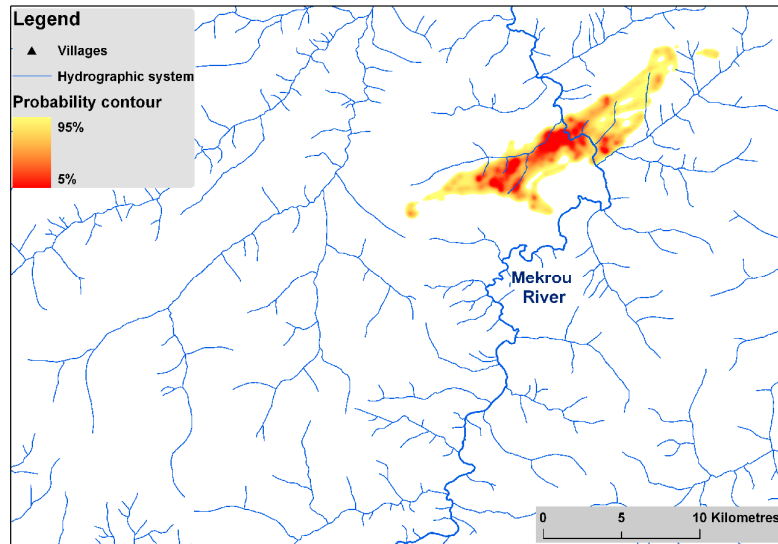 Legend
Villages
Hydrographic system
Probability contour
95%
5%
Mekrou
River
0 5 10 Kilometres